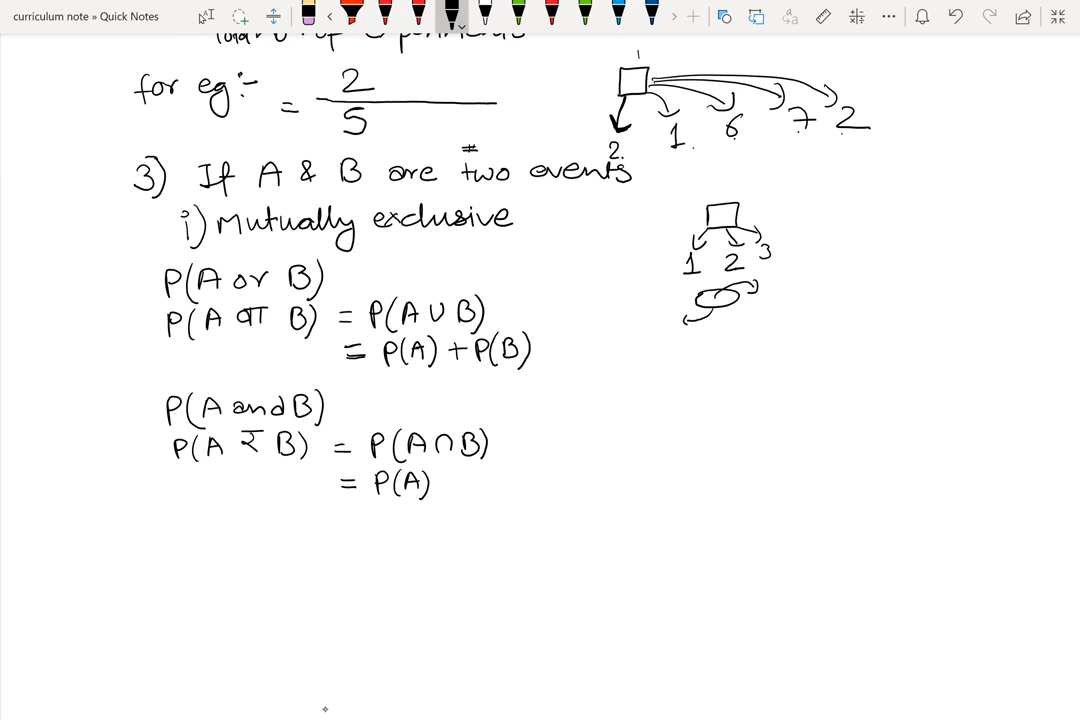 curriculum note » Quick Notes
of
for eg:- = 2
5
1 6 7 2
2.
3) If A & B are two events
i) Mutually exclusive
1 2 3
P(A or B)
P(A वा B) = P(A ∪ B)
= P(A) + P(B)
P(A and B)
P(A र B) = P(A ∩ B)
= P(A)